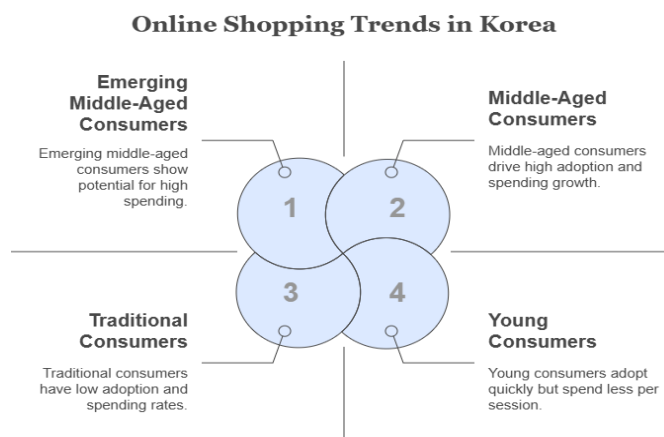 Online Shopping Trends in Korea
Emerging
Middle-Aged
Consumers
Emerging middle-aged
consumers show
potential for high
spending.
Middle-Aged
Consumers
Middle-aged consumers
drive high adoption and
spending growth.
1
2
3
4
Traditional
Consumers
Traditional consumers
have low adoption and
spending rates.
Young
Consumers
Young consumers adopt
quickly but spend less per
session.